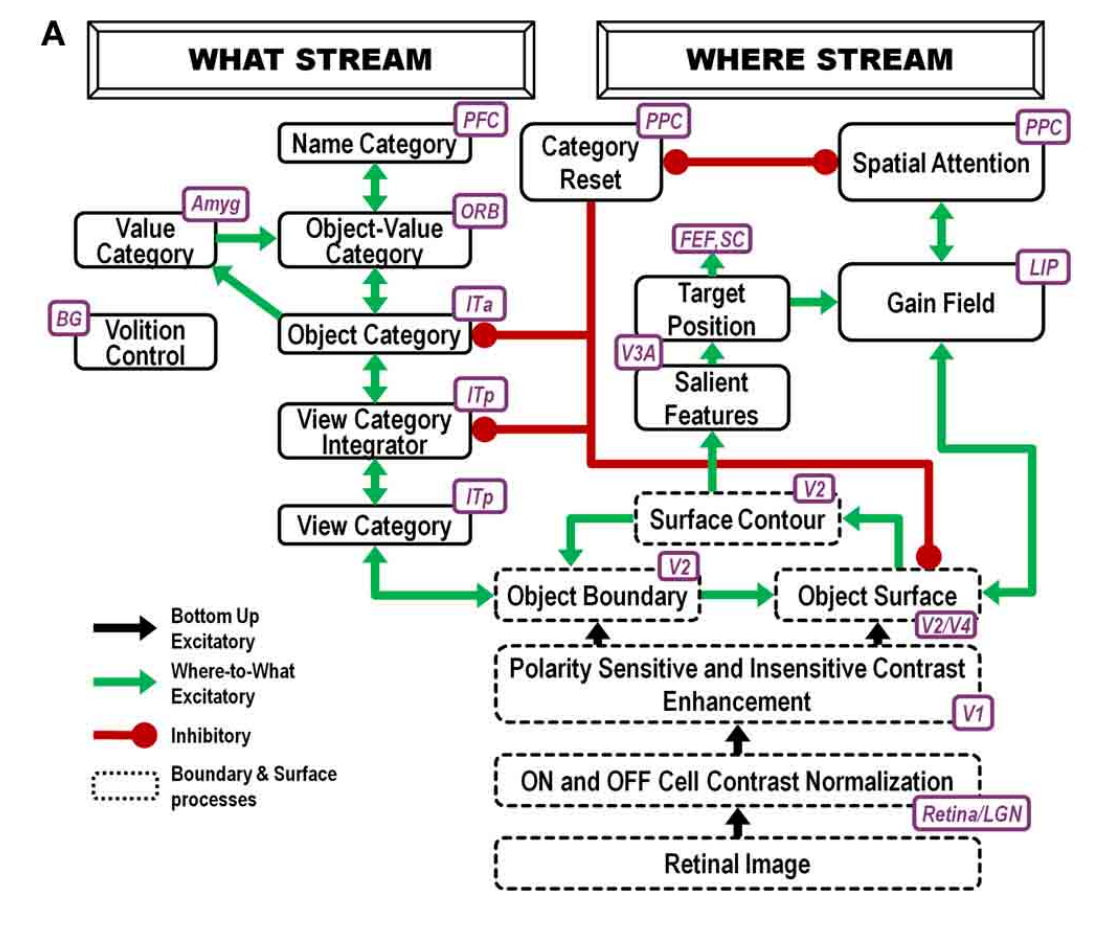 A
WHAT STREAM
WHERE STREAM
PFC
Name Category
PPC
Category
Reset
PPC
Spatial Attention
Amyg
Value
Category
ORB
Object-Value
Category
FEF,SC
LIP
Gain Field
Target
Position
BG
Volition
Control
ITa
Object Category
V3A
Salient
Features
ITp
View Category
Integrator
ITp
View Category
V2
Surface Contour
V2
Object Boundary
Object Surface
V2/V4
Bottom Up
Excitatory
Where-to-What
Excitatory
Inhibitory
Boundary & Surface
processes
Polarity Sensitive and Insensitive Contrast
Enhancement
V1
ON and OFF Cell Contrast Normalization
Retina/LGN
Retinal Image